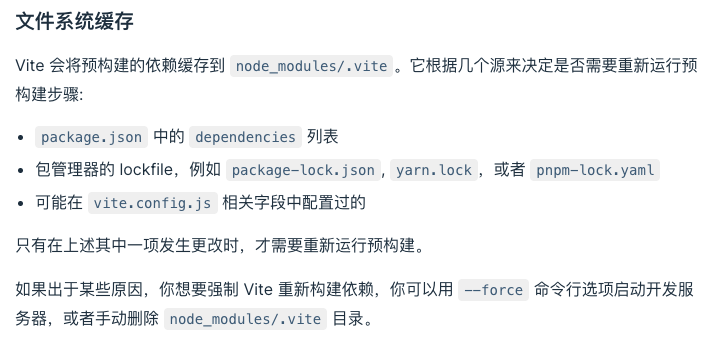 文件系统缓存
Vite 会将预构建的依赖缓存到 node_modules/.vite。它根据几个源来决定是否需要重新运行预
构建步骤:
• package.json 中的 dependencies 列表
• 包管理器的 lockfile，例如 package-lock.json, yarn.lock，或者 pnpm-lock.yaml
• 可能在 vite.config.js 相关字段中配置过的
只有在上述其中一项发生更改时，才需要重新运行预构建。
如果出于某些原因，你想要强制 Vite 重新构建依赖，你可以用 --force 命令行选项启动开发服
务器，或者手动删除 node_modules/.vite 目录。